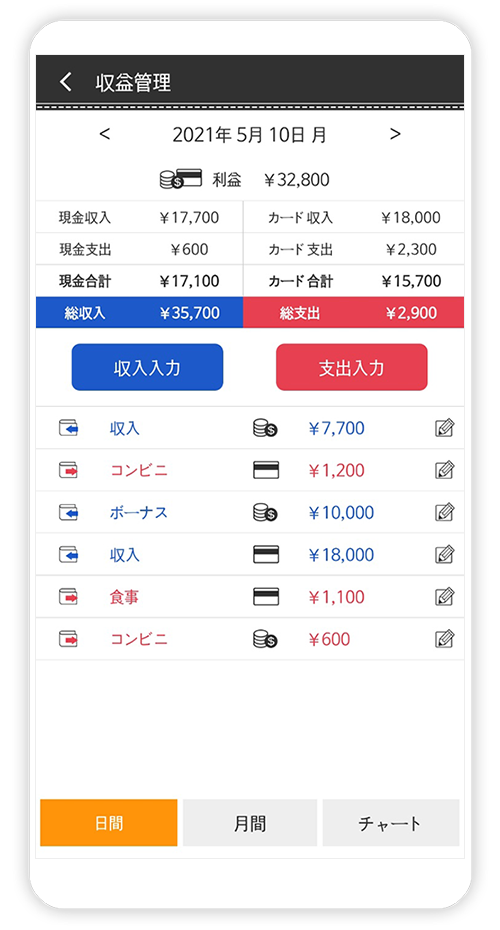 収益管理
< 2021年 5月 10日 月 >
利益 ￥32,800
現金収入 ￥17,700 カード 収入 ￥18,000
現金支出 ￥600 カード 支出 ￥2,300
現金合計 ￥17,100 カード 合計 ￥15,700
総収入 ￥35,700 総支出 ￥2,900
収入入力 支出入力
収入 ￥7,700
コンビニ ￥1,200
ボーナス ￥10,000
収入 ￥18,000
食事 ￥1,100
コンビニ ￥600
日間 月間 チャート